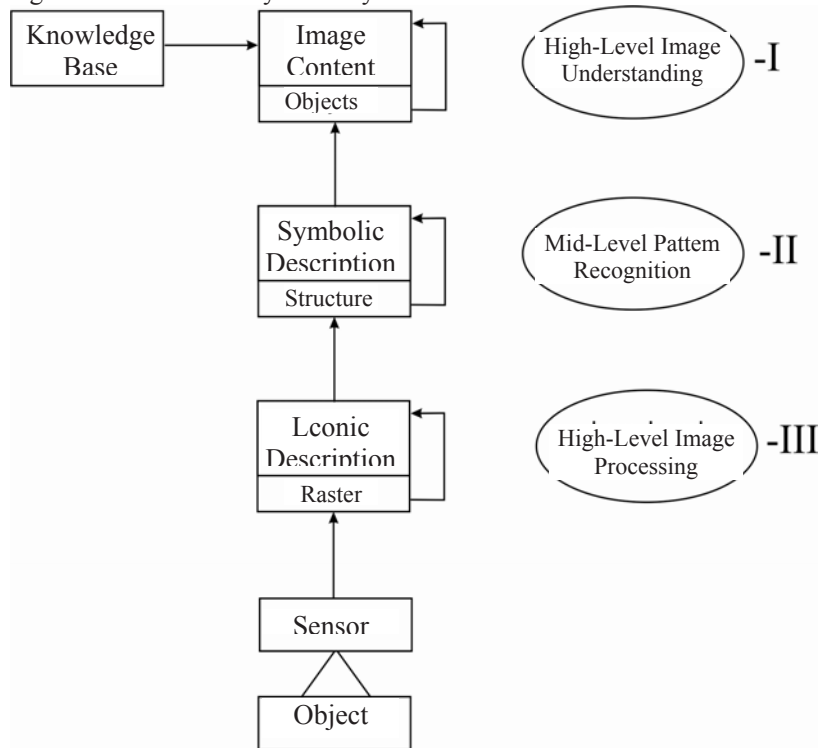 Knowledge
Base
Image
Content
Objects
High-Level Image
Understanding
-I
Symbolic
Description
Structure
Mid-Level Pattem
Recognition
-II
Lconic
Description
Raster
High-Level Image
Processing
-III
Sensor
Object